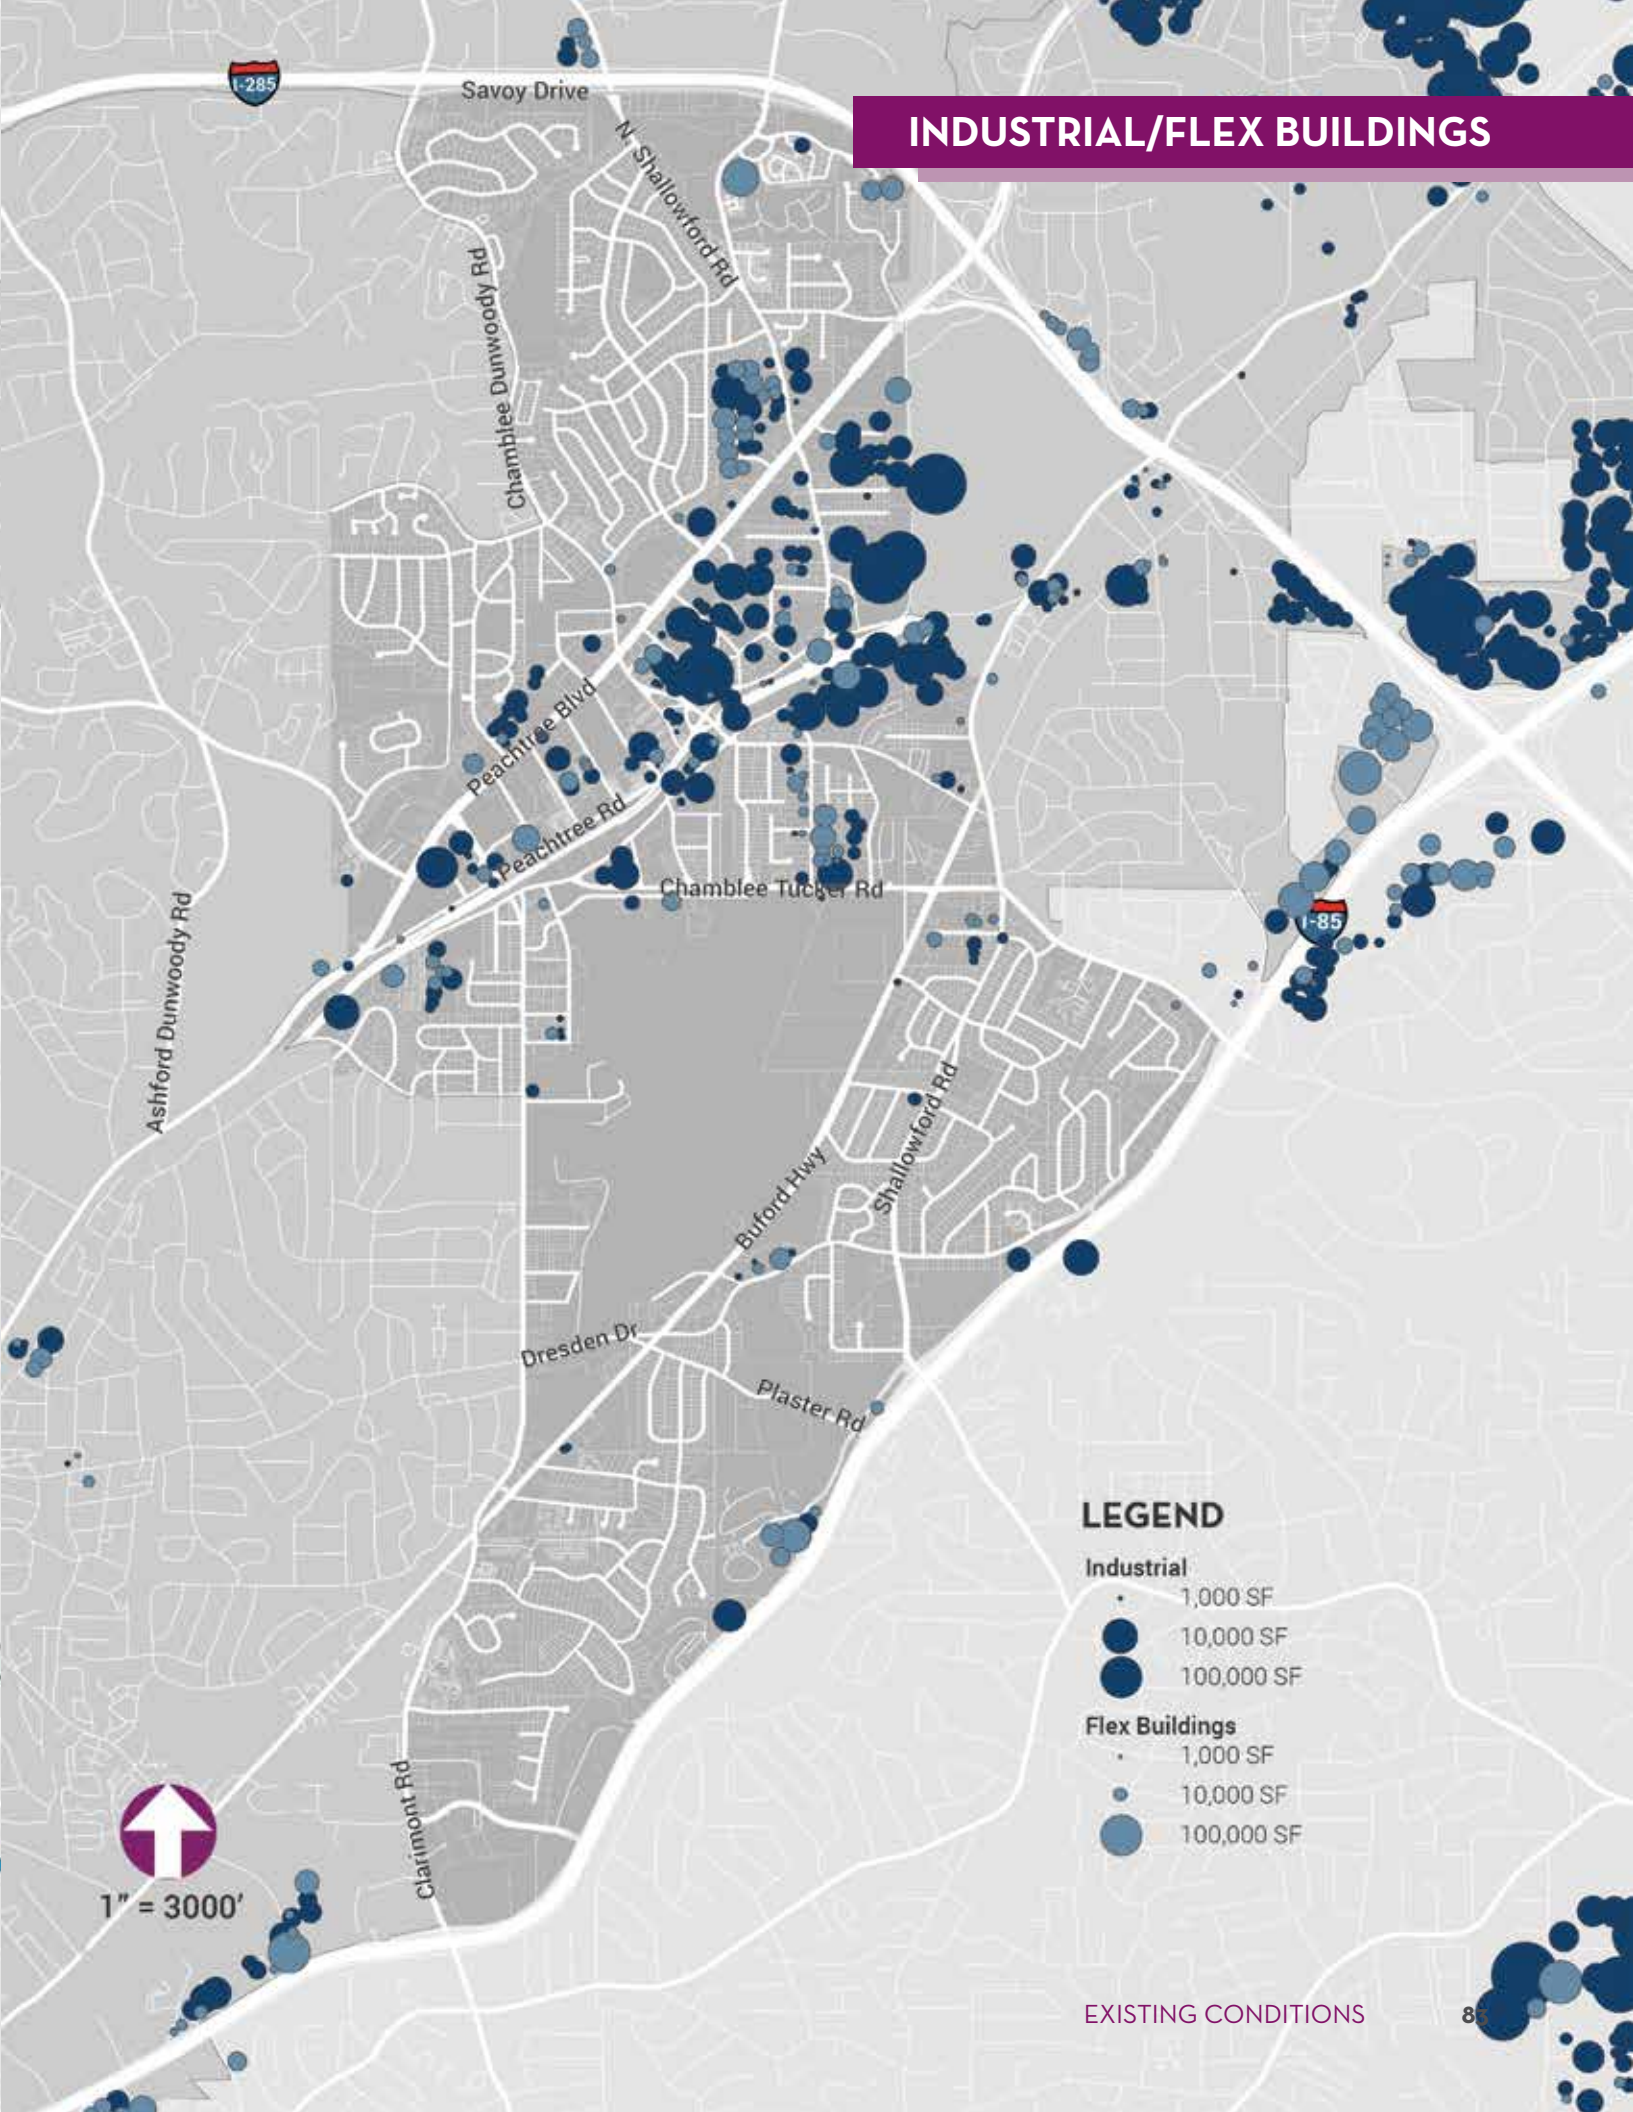 I-285
Savoy Drive
INDUSTRIAL/FLEX BUILDINGS
N. Shallowford Rd
Chamblee Dunwoody Rd
Peachtree Blvd
Peachtree Rd
Chamblee Tucker Rd
I-85
Ashford Dunwoody Rd
Shallowford Rd
Buford Hwy
Dresden Dr
Plaster Rd
LEGEND
Industrial
1,000 SF
10,000 SF
100,000 SF
Flex Buildings
1,000 SF
10,000 SF
100,000 SF
Clarimont Rd
1" = 3000'
EXISTING CONDITIONS